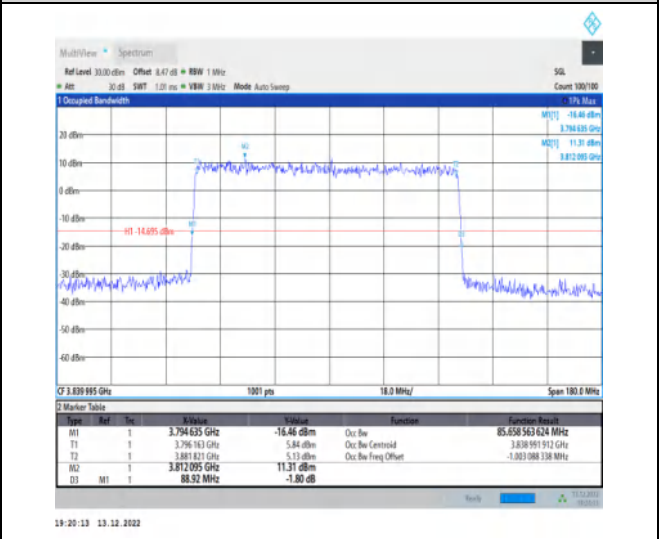 MultiView Spectrum
Ref Level 30.00 dBm Offset 8.47 dB RBW 1 MHz SGL
Att 30 dB SWT 1.01 ms VBW 3 MHz Mode Auto Sweep Count 100/100
1 Occupied Bandwidth 1Pk Max
M1[1] -16.46 dBm
3.794 635 GHz
M2[1] 11.31 dBm
3.812 095 GHz
20 dBm
M2
10 dBm
0 dBm
-10 dBm
M1
H1 -14.695 dBm
-20 dBm
-30 dBm
-40 dBm
-50 dBm
-60 dBm
CF 3.839 995 GHz 1001 pts 18.0 MHz/ Span 180.0 MHz
2 Marker Table
Type Ref Trc X-Value Y-Value Function Function Result
M1 1 3.794 635 GHz -16.46 dBm Occ Bw 85.658 563 624 MHz
T1 1 3.796 163 GHz 5.84 dBm Occ Bw Centroid 3.838 991 912 GHz
T2 1 3.881 821 GHz 5.13 dBm Occ Bw Freq Offset -1.003 088 338 MHz
M2 1 3.812 095 GHz 11.31 dBm
D3 M1 1 88.92 MHz -1.80 dB
Ready 13.12.2022
19:20:13 13.12.2022